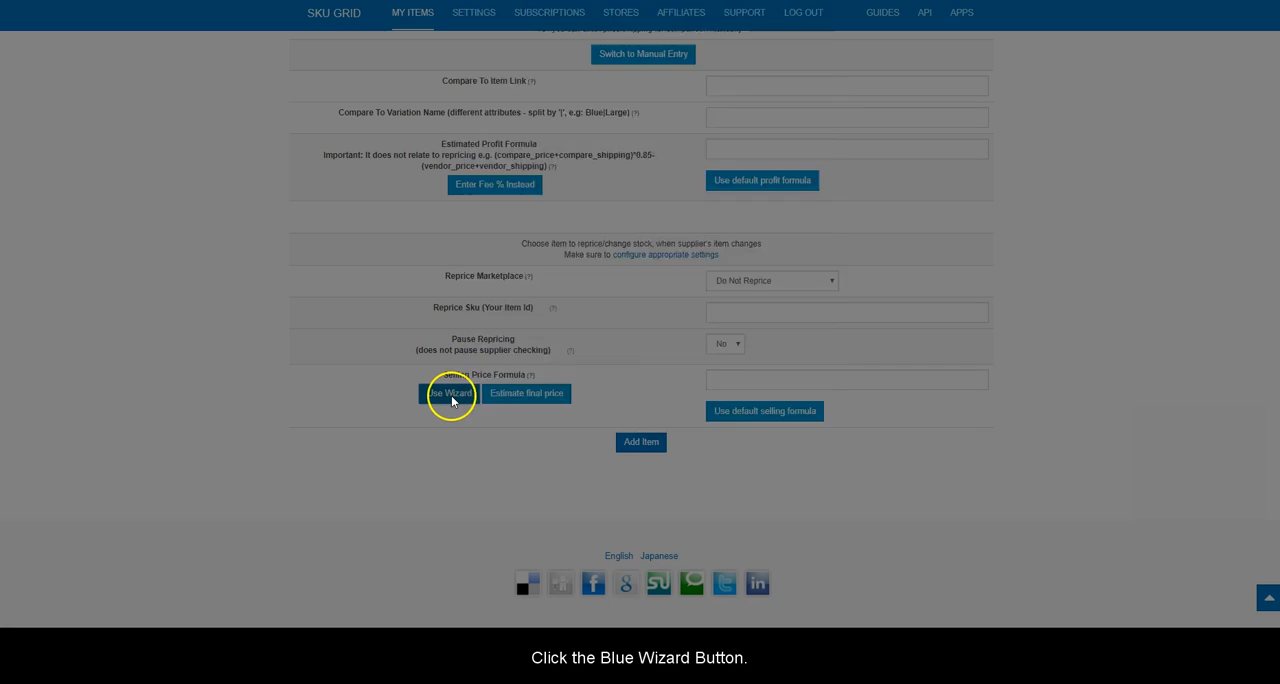 SKU GRID MY ITEMS SETTINGS SUBSCRIPTIONS STORES AFFILIATES SUPPORT LOG OUT GUIDES API APPS
Switch to Manual Entry
Compare To Item Link (?)
Compare To Variation Name (different attributes - split by '|', e.g: Blue|Large) (?)
Estimated Profit Formula
Important: It does not relate to repricing e.g. (compare_price+compare_shipping)*0.85-
(vendor_price+vendor_shipping) (?)
Enter Fee % Instead
Use default profit formula
Choose item to reprice/change stock, when supplier's item changes
Make sure to configure appropriate settings
Reprice Marketplace (?)
Do Not Reprice
Reprice Sku (Your Item Id) (?)
Pause Repricing
(does not pause supplier checking) (?)
No
Selling Price Formula (?)
Use Wizard Estimate final price
Use default selling formula
Add Item
English Japanese
Click the Blue Wizard Button.